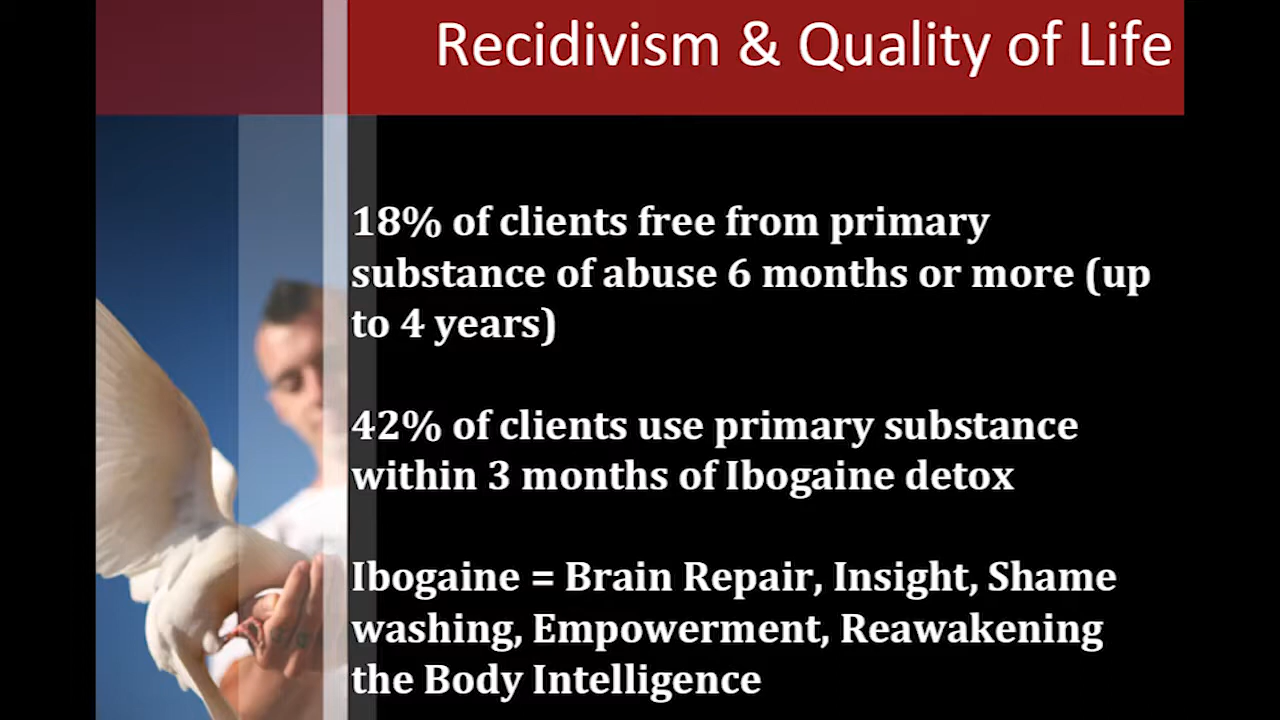 Recidivism & Quality of Life
18% of clients free from primary
substance of abuse 6 months or more (up
to 4 years)
42% of clients use primary substance
within 3 months of Ibogaine detox
Ibogaine = Brain Repair, Insight, Shame
washing, Empowerment, Reawakening
the Body Intelligence